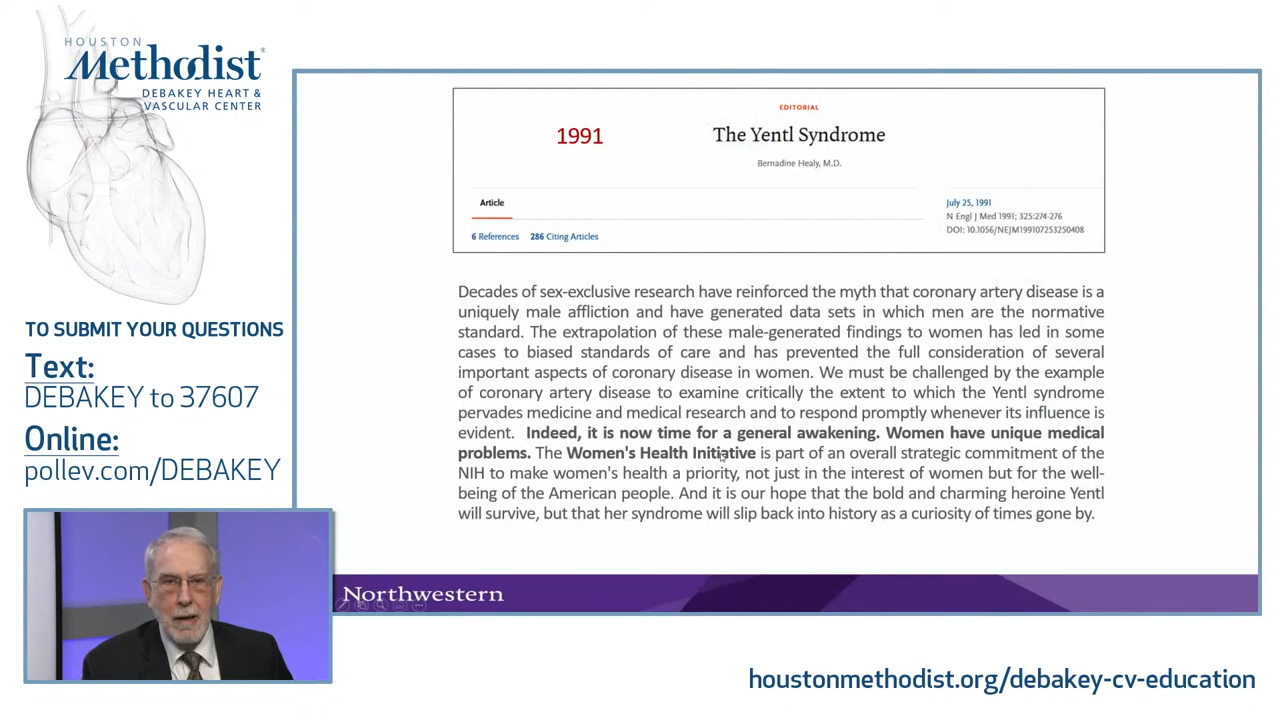 HOUSTON
Methodist®
DEBAKEY HEART &
VASCULAR CENTER
TO SUBMIT YOUR QUESTIONS
Text:
DEBAKEY to 37607
Online:
pollev.com/DEBAKEY
EDITORIAL
1991
The Yentl Syndrome
Bernadine Healy, M.D.
Article
July 25, 1991
N Engl J Med 1991; 325:274-276
DOI: 10.1056/NEJM199107253250408
6 References 286 Citing Articles
Decades of sex-exclusive research have reinforced the myth that coronary artery disease is a
uniquely male affliction and have generated data sets in which men are the normative
standard. The extrapolation of these male-generated findings to women has led in some
cases to biased standards of care and has prevented the full consideration of several
important aspects of coronary disease in women. We must be challenged by the example
of coronary artery disease to examine critically the extent to which the Yentl syndrome
pervades medicine and medical research and to respond promptly whenever its influence is
evident. Indeed, it is now time for a general awakening. Women have unique medical
problems. The Women's Health Initiative is part of an overall strategic commitment of the
NIH to make women's health a priority, not just in the interest of women but for the well-
being of the American people. And it is our hope that the bold and charming heroine Yentl
will survive, but that her syndrome will slip back into history as a curiosity of times gone by.
Northwestern
houstonmethodist.org/debakey-cv-education